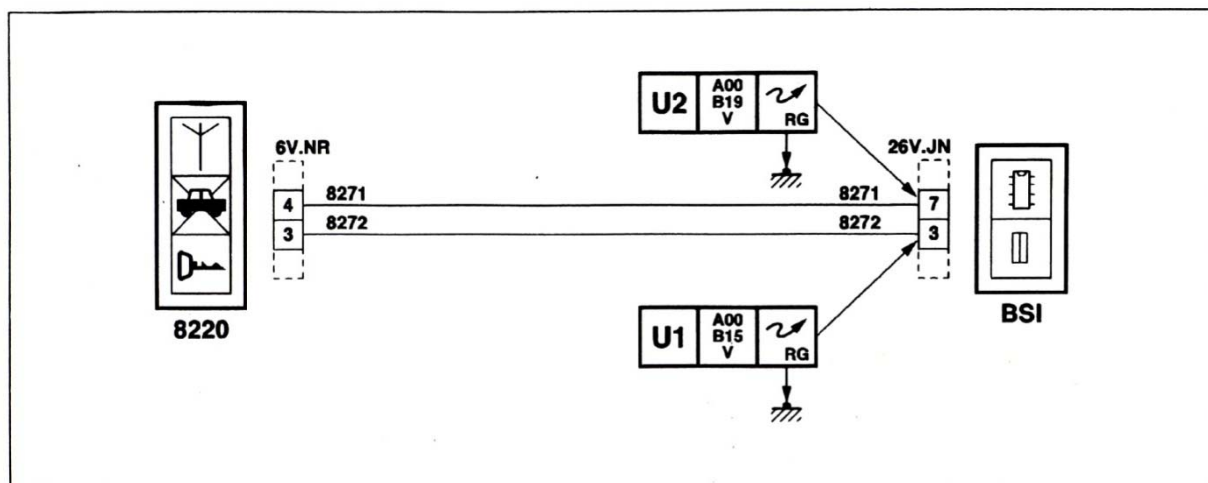 U2 A00 B19 V RG
6V.NR
26V.JN
4 8271 8271 7
3 8272 8272 3
8220
BSI
U1 A00 B15 V RG